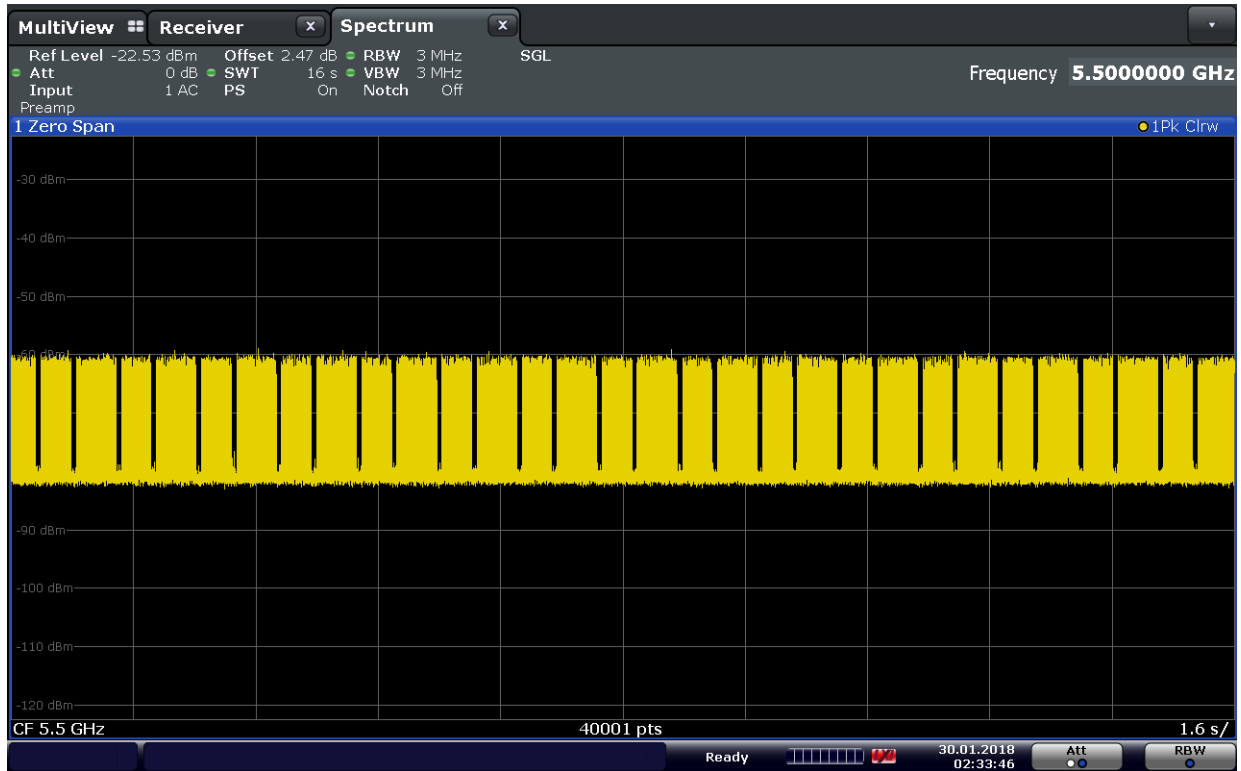 MultiView Receiver X Spectrum X
Ref Level -22.53 dBm Offset 2.47 dB RBW 3 MHz SGL
Att 0 dB SWT 16 s VBW 3 MHz Frequency 5.5000000 GHz
Input 1 AC PS On Notch Off
Preamp
1 Zero Span 1Pk Clrw
-30 dBm
-40 dBm
-50 dBm
-60 dBm
-90 dBm
-100 dBm
-110 dBm
-120 dBm
CF 5.5 GHz 40001 pts 1.6 s/
Ready 30.01.2018 Att RBW
02:33:46